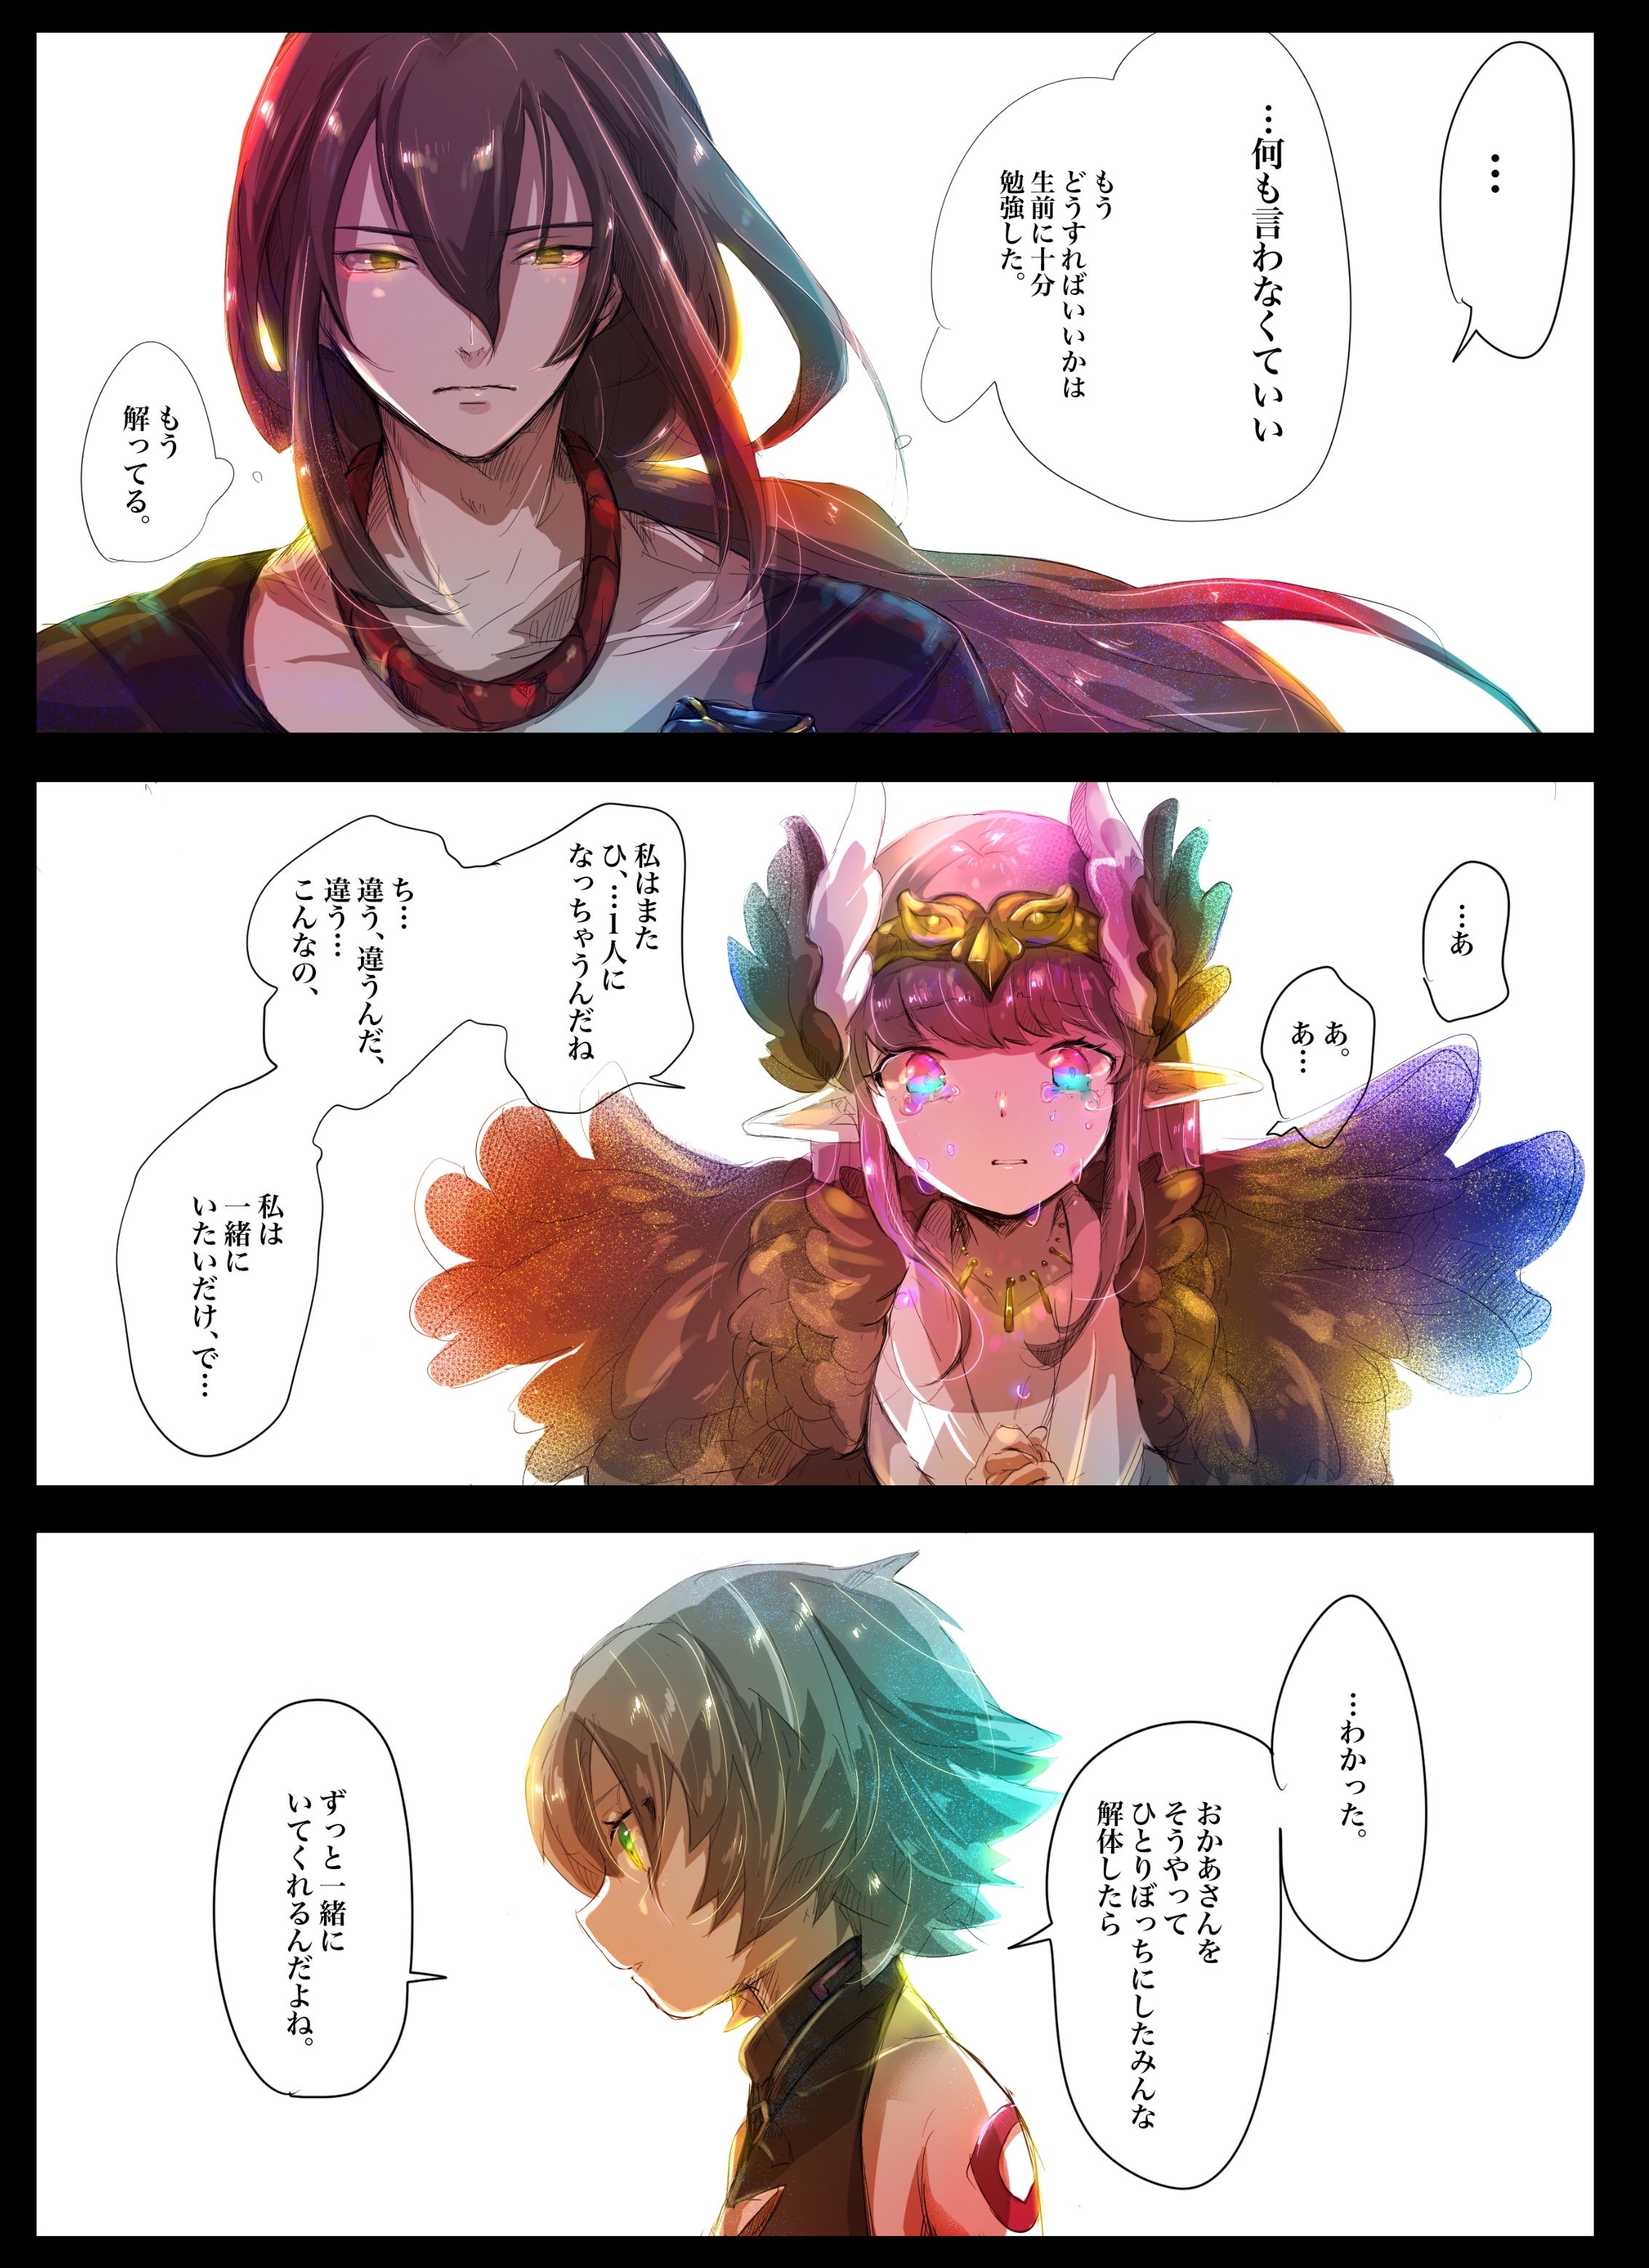 …
…何も言わなくていい
もう
どうすればいいかは
生前に十分
勉強した。
もう
解ってる。
…あ
あ。
あ…
私はまた
ひ、…1人に
なっちゃうんだね
ち…
違う、違うんだ、
違う…
こんなの、
私は
一緒に
いたいだけ、で…
…わかった。
おかあさんを
そうやって
ひとりぼっちにしたみんな
解体したら
ずっと一緒に
いてくれるんだよね。